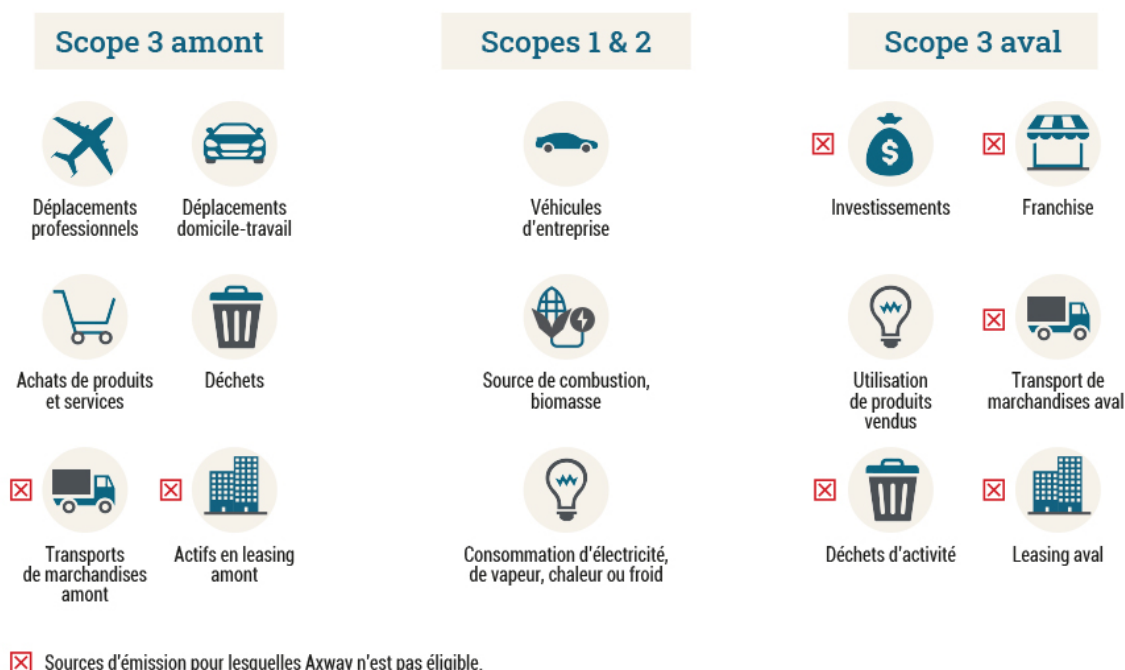 Scope 3 amont
Scopes 1 & 2
Scope 3 aval
Déplacements
professionnels
Déplacements
domicile-travail
Véhicules
d'entreprise
$
Investissements
Franchise
Achats de produits
et services
Déchets
Source de combustion,
biomasse
Utilisation
de produits
vendus
Transport de
marchandises aval
Transports
de marchandises
amont
Actifs en leasing
amont
Consommation d'électricité,
de vapeur, chaleur ou froid
Déchets d'activité
Leasing aval
Sources d'émission pour lesquelles Axway n'est pas éligible.